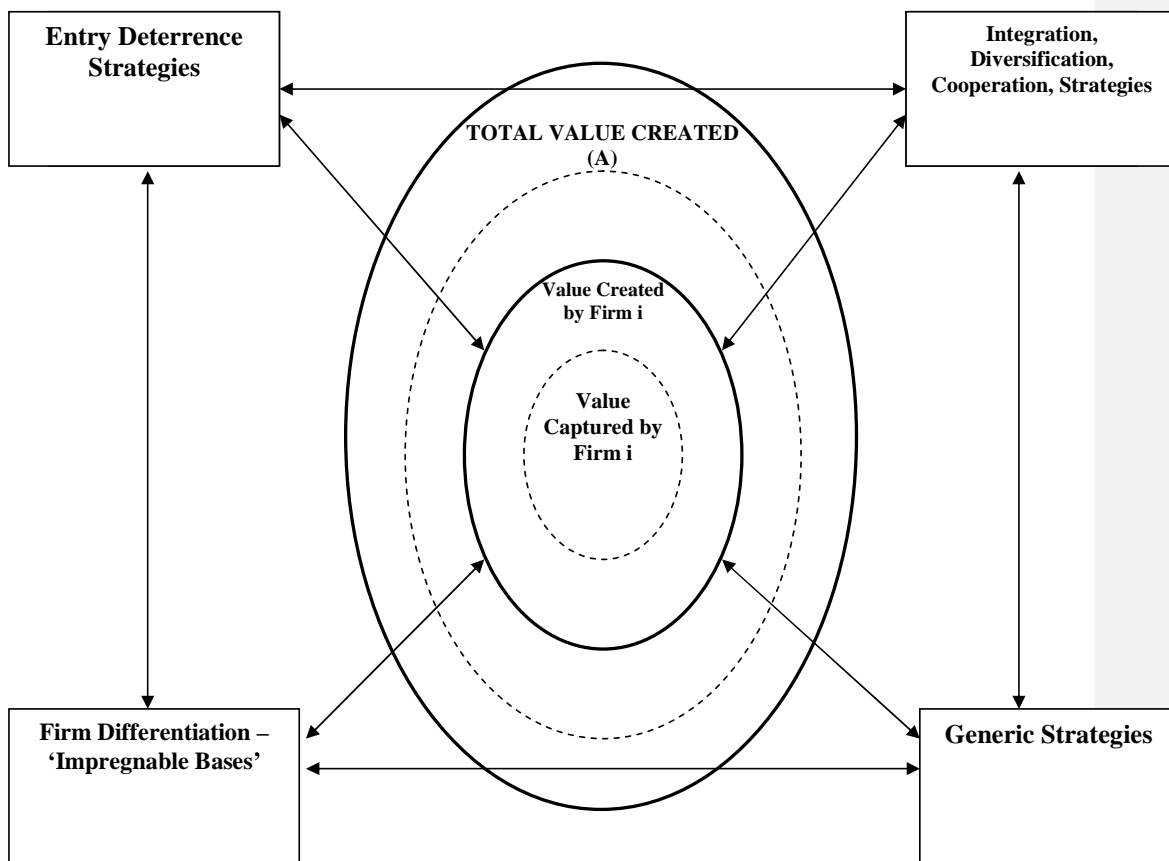 Entry Deterrence
Strategies
Integration,
Diversification,
Cooperation, Strategies
TOTAL VALUE CREATED
(A)
Value Created
by Firm i
Value
Captured by
Firm i
Firm Differentiation –
‘Impregnable Bases’
Generic Strategies